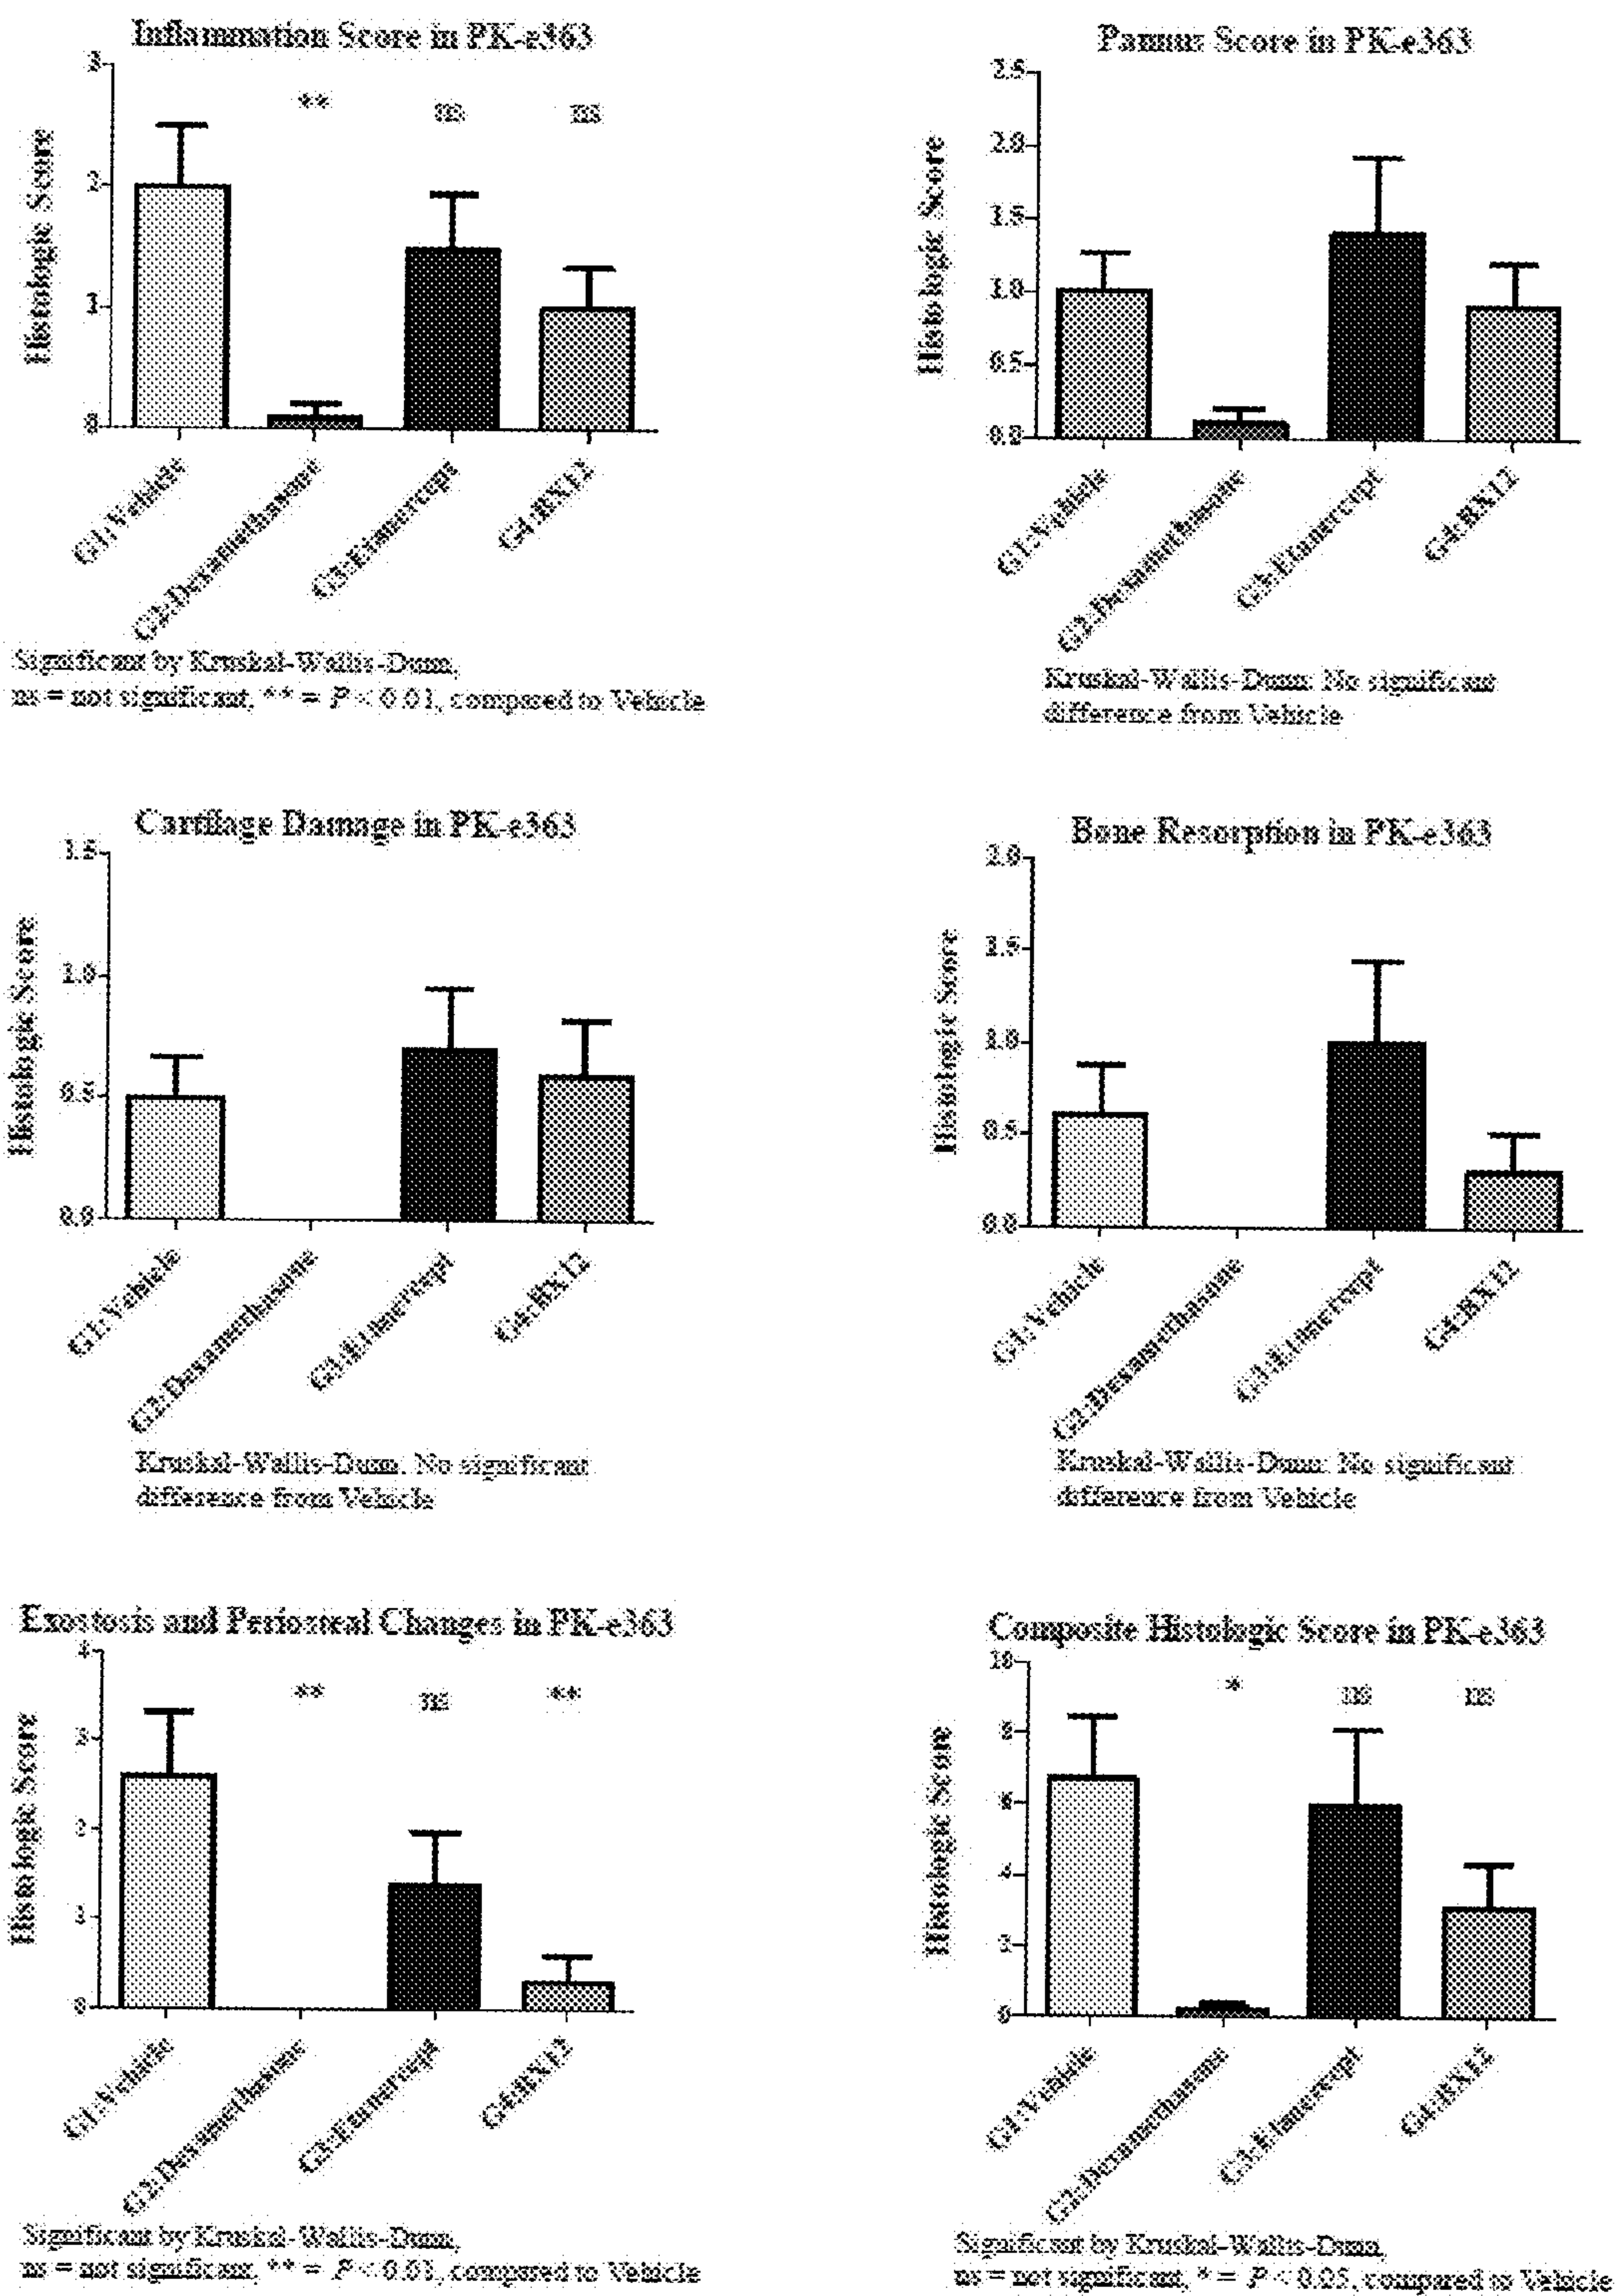 Inflammation Score in PK-e363
3
2
1
0
Histologic Score
** ns ns
G1:Vehicle
G2:Dexamethasone
G3:Etanercept
G4:RX12
Significant by Kruskal-Wallis-Dunn,
ns = not significant, ** = P < 0.01, compared to Vehicle
Pannus Score in PK-e363
2.5
2.0
1.5
1.0
0.5
0.0
Histologic Score
G1:Vehicle
G2:Dexamethasone
G3:Etanercept
G4:RX12
Kruskal-Wallis-Dunn: No significant
difference from Vehicle
Cartilage Damage in PK-e363
1.5
1.0
0.5
0.0
Histologic Score
G1:Vehicle
G2:Dexamethasone
G3:Etanercept
G4:RX12
Kruskal-Wallis-Dunn. No significant
difference from Vehicle
Bone Resorption in PK-e363
2.0
1.5
1.0
0.5
0.0
Histologic Score
G1:Vehicle
G2:Dexamethasone
G3:Etanercept
G4:RX12
Kruskal-Wallis-Dunn: No significant
difference from Vehicle
Exostosis and Periosteal Changes in PK-e363
4
3
2
1
0
Histologic Score
** ns **
G1:Vehicle
G2:Dexamethasone
G3:Etanercept
G4:RX12
Significant by Kruskal-Wallis-Dunn,
ns = not significant, ** = P < 0.01, compared to Vehicle
Composite Histologic Score in PK-e363
10
8
6
4
2
0
Histologic Score
* ns ns
G1:Vehicle
G2:Dexamethasone
G3:Etanercept
G4:RX12
Significant by Kruskal-Wallis-Dunn,
ns = not significant, * = P < 0.05, compared to Vehicle